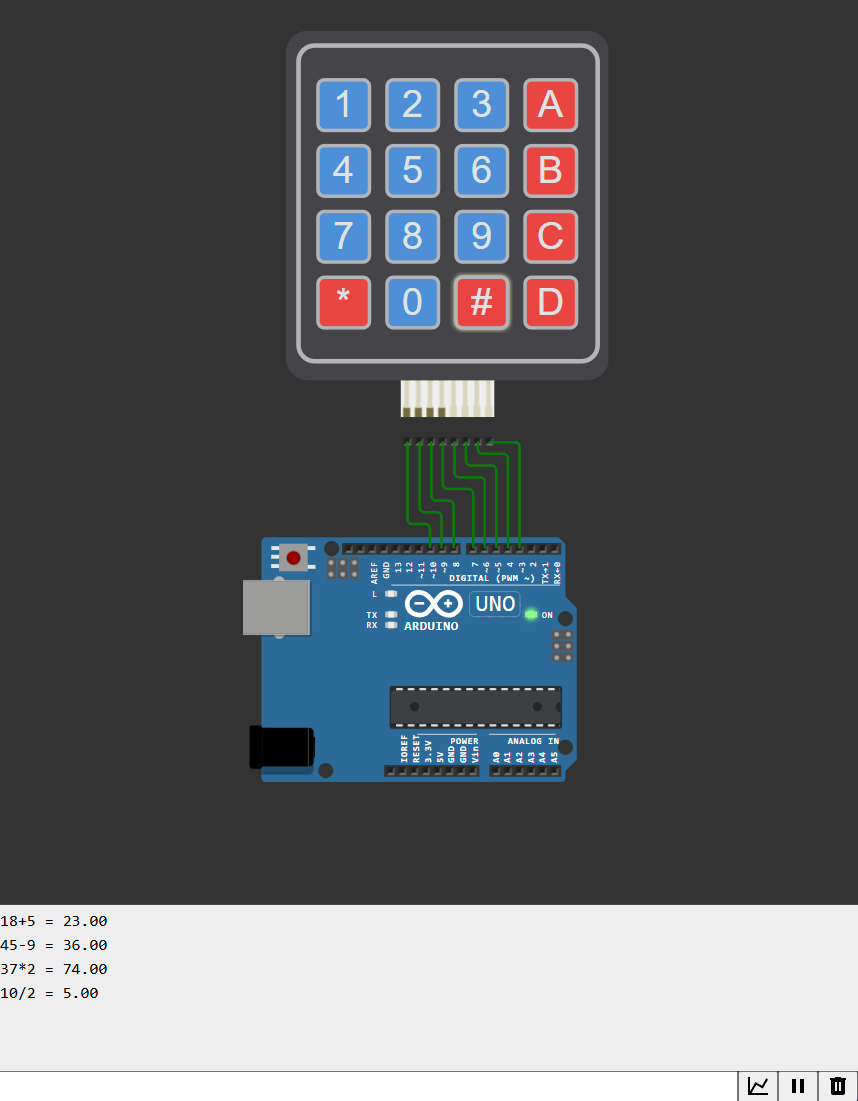 1 2 3 A
4 5 6 B
7 8 9 C
* 0 # D
AREF
GND
13
12
~11
~10
~9
8
7
~6
~5
4
~3
2
TX→1
RX←0
DIGITAL (PWM ~)
L
TX
RX
ARDUINO
UNO
ON
IOREF
RESET
3.3V
5V
GND
GND
Vin
POWER
ANALOG IN
A0
A1
A2
A3
A4
A5
18+5 = 23.00
45-9 = 36.00
37*2 = 74.00
10/2 = 5.00